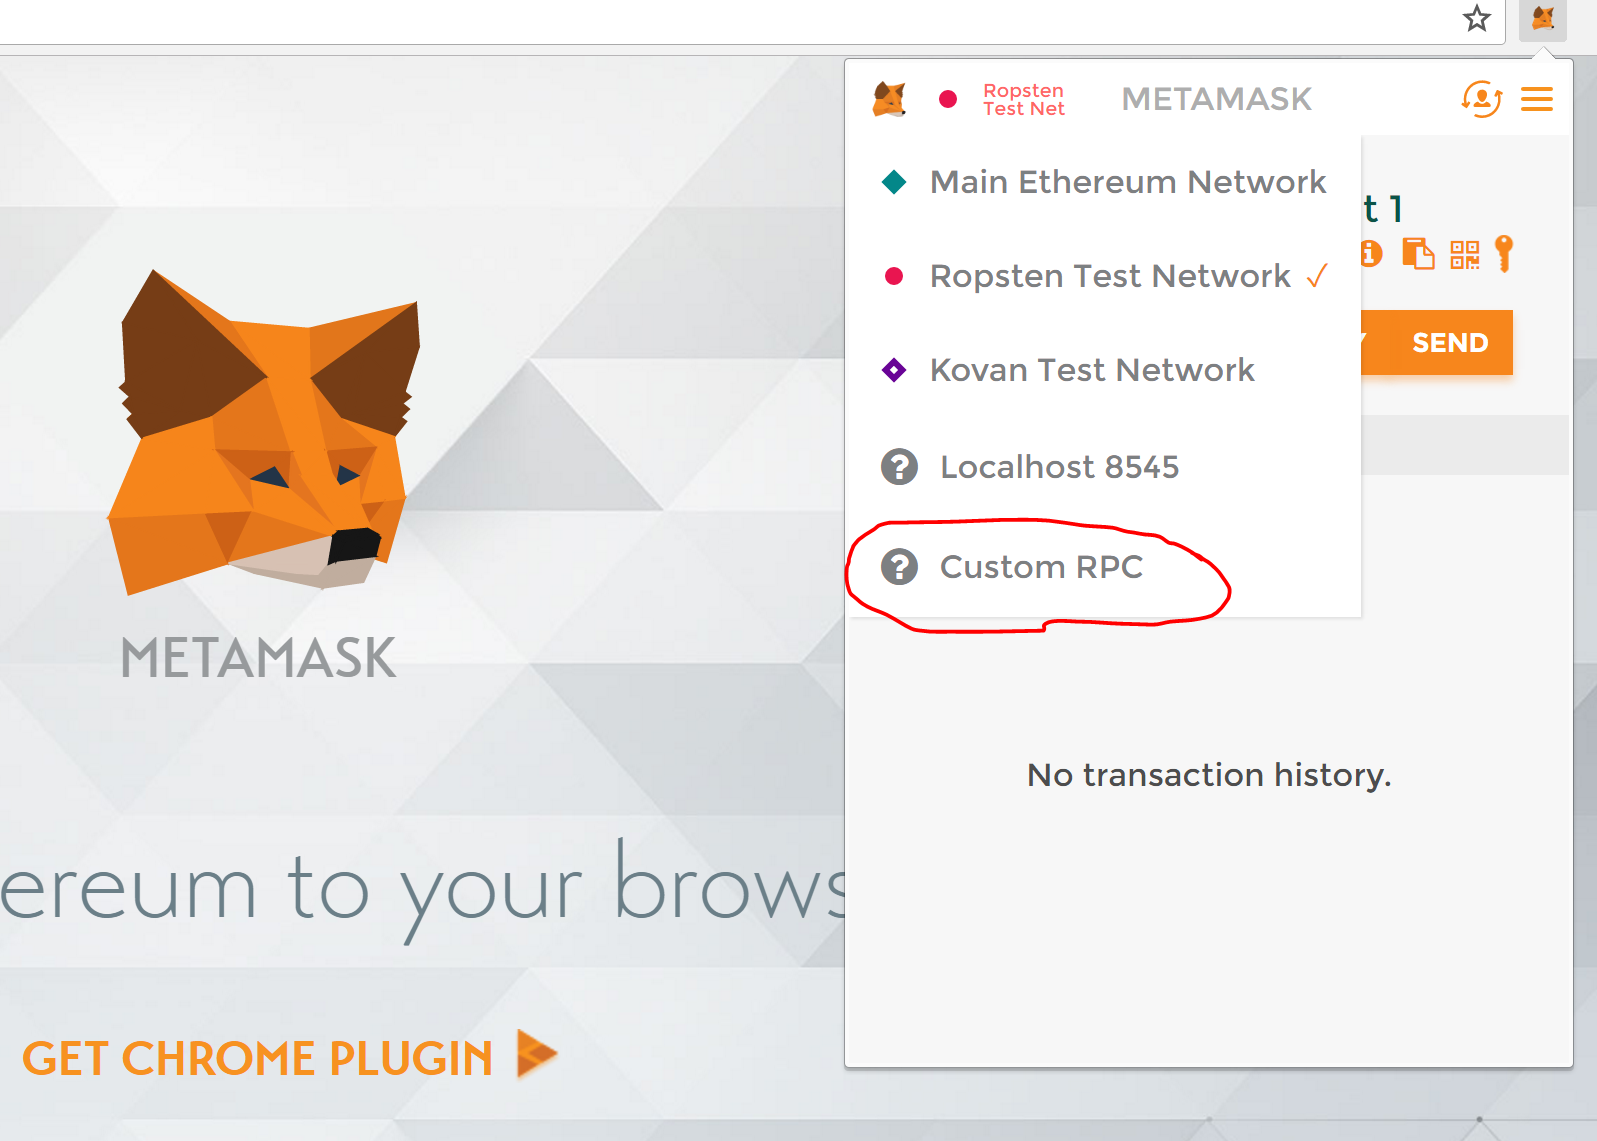 Ropsten
Test Net
METAMASK
Main Ethereum Network
t 1
Ropsten Test Network
SEND
Kovan Test Network
Localhost 8545
Custom RPC
METAMASK
No transaction history.
ereum to your brows
GET CHROME PLUGIN